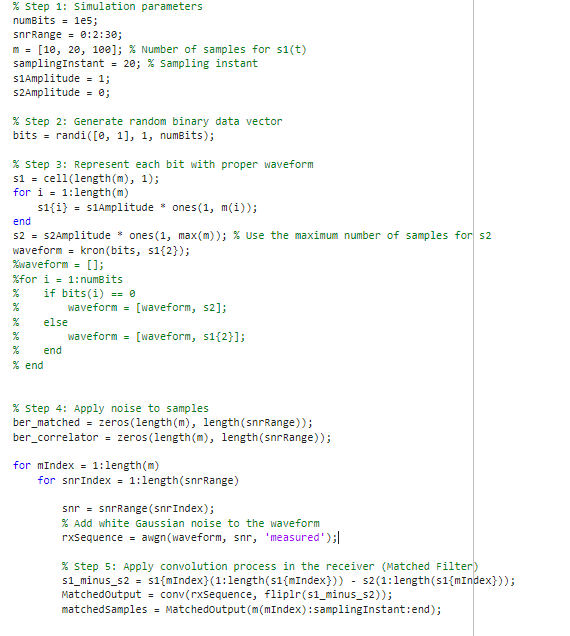 % Step 1: Simulation parameters
numBits = 1e5;
snrRange = 0:2:30;
m = [10, 20, 100]; % Number of samples for s1(t)
samplingInstant = 20; % Sampling instant
s1Amplitude = 1;
s2Amplitude = 0;
% Step 2: Generate random binary data vector
bits = randi([0, 1], 1, numBits);
% Step 3: Represent each bit with proper waveform
s1 = cell(length(m), 1);
for i = 1:length(m)
s1{i} = s1Amplitude * ones(1, m(i));
end
s2 = s2Amplitude * ones(1, max(m)); % Use the maximum number of samples for s2
waveform = kron(bits, s1{2});
%waveform = [];
%for i = 1:numBits
% if bits(i) == 0
% waveform = [waveform, s2];
% else
% waveform = [waveform, s1{2}];
% end
% end
% Step 4: Apply noise to samples
ber_matched = zeros(length(m), length(snrRange));
ber_correlator = zeros(length(m), length(snrRange));
for mIndex = 1:length(m)
for snrIndex = 1:length(snrRange)
snr = snrRange(snrIndex);
% Add white Gaussian noise to the waveform
rxSequence = awgn(waveform, snr, 'measured');
% Step 5: Apply convolution process in the receiver (Matched Filter)
s1_minus_s2 = s1{mIndex}(1:length(s1{mIndex})) - s2(1:length(s1{mIndex}));
MatchedOutput = conv(rxSequence, fliplr(s1_minus_s2));
matchedSamples = MatchedOutput(m(mIndex):samplingInstant:end);